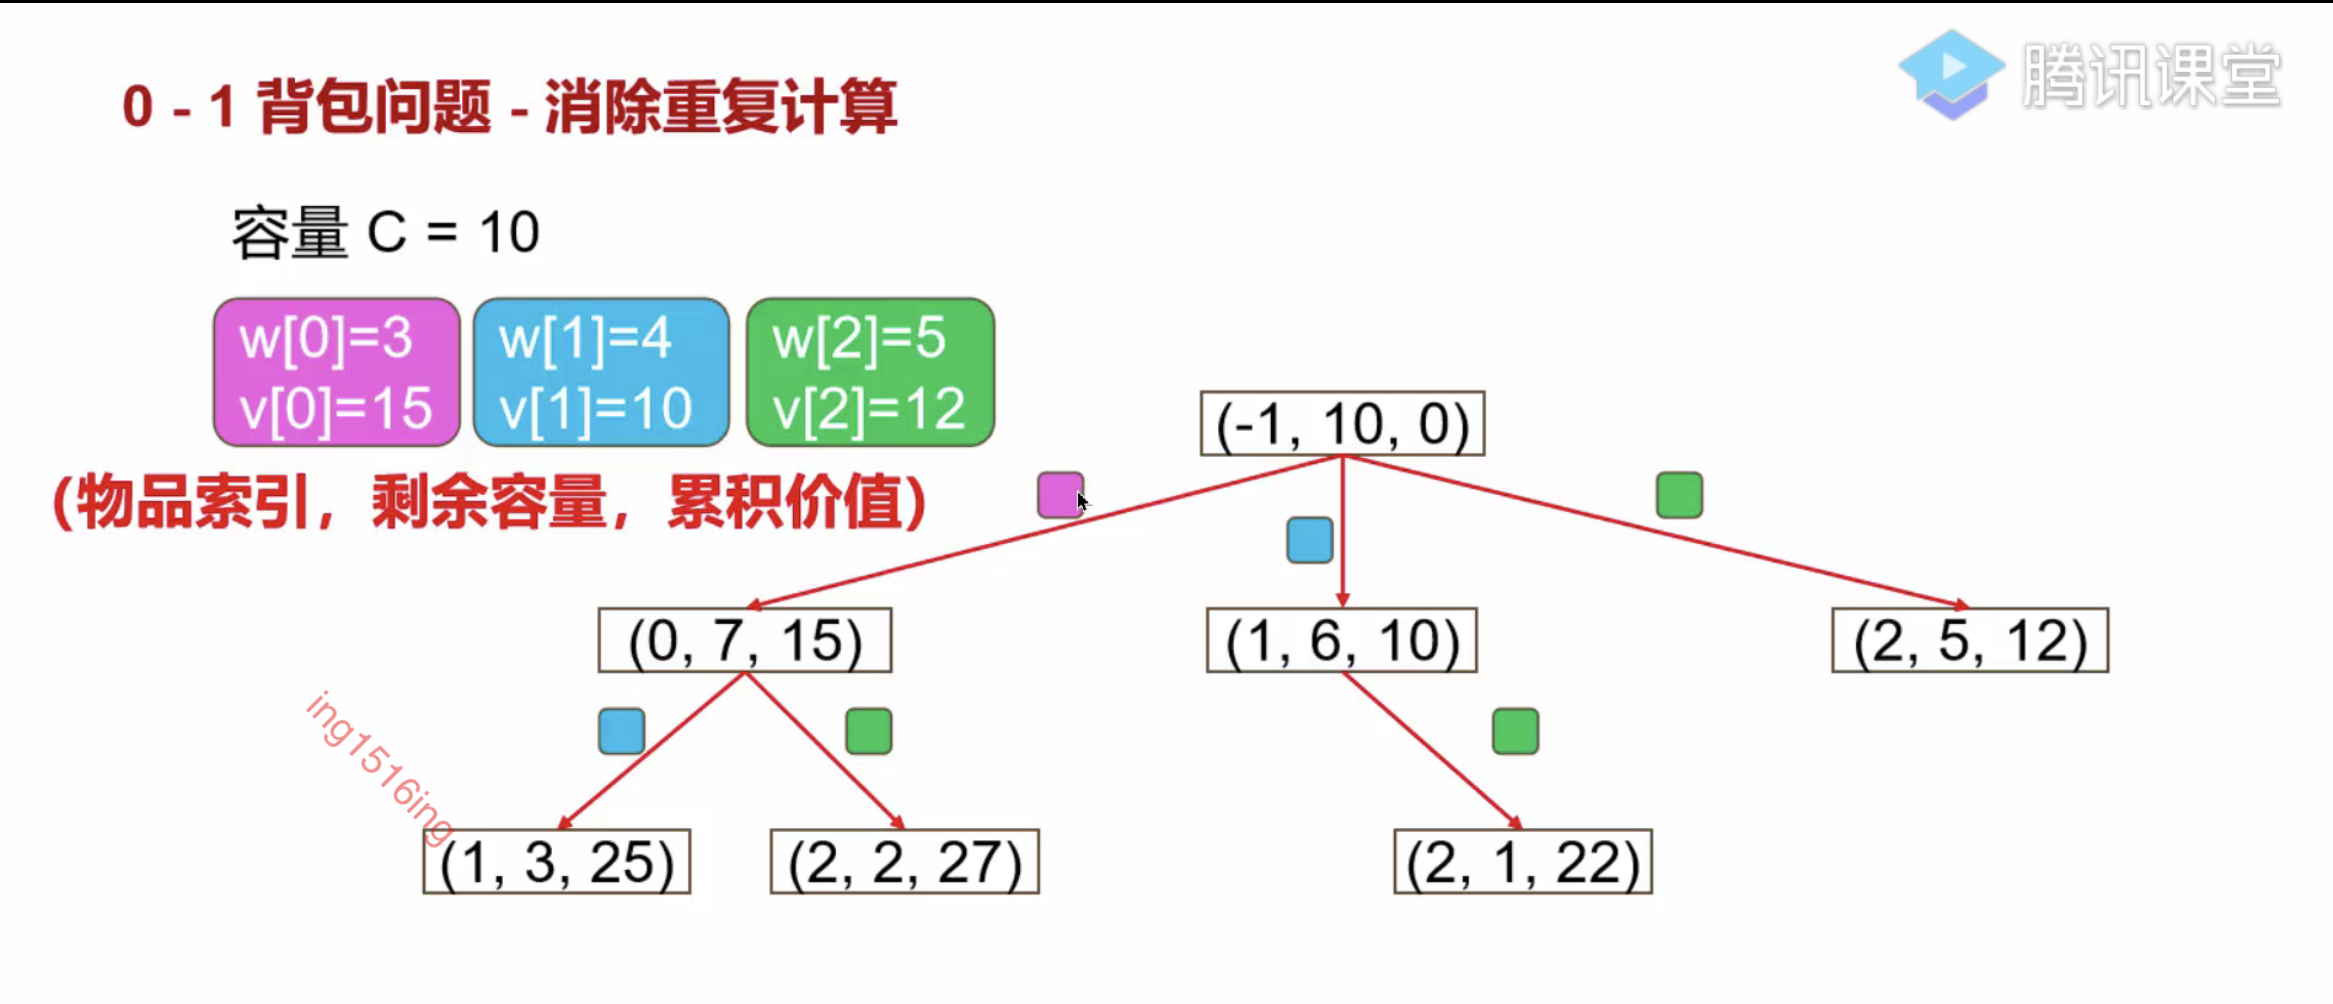 腾讯课堂
0 - 1 背包问题 - 消除重复计算
容量 C = 10
w[0]=3
v[0]=15
w[1]=4
v[1]=10
w[2]=5
v[2]=12
(物品索引，剩余容量，累积价值)
(-1, 10, 0)
(0, 7, 15)
(1, 6, 10)
(2, 5, 12)
ing1516ing
(1, 3, 25)
(2, 2, 27)
(2, 1, 22)